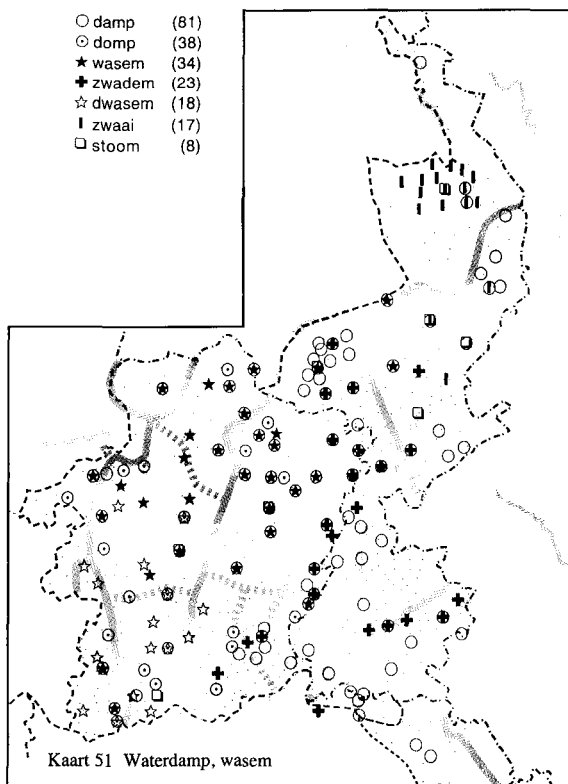 damp (81)
domp (38)
wasem (34)
zwadem (23)
dwasem (18)
zwaai (17)
stoom (8)
Kaart 51 Waterdamp, wasem